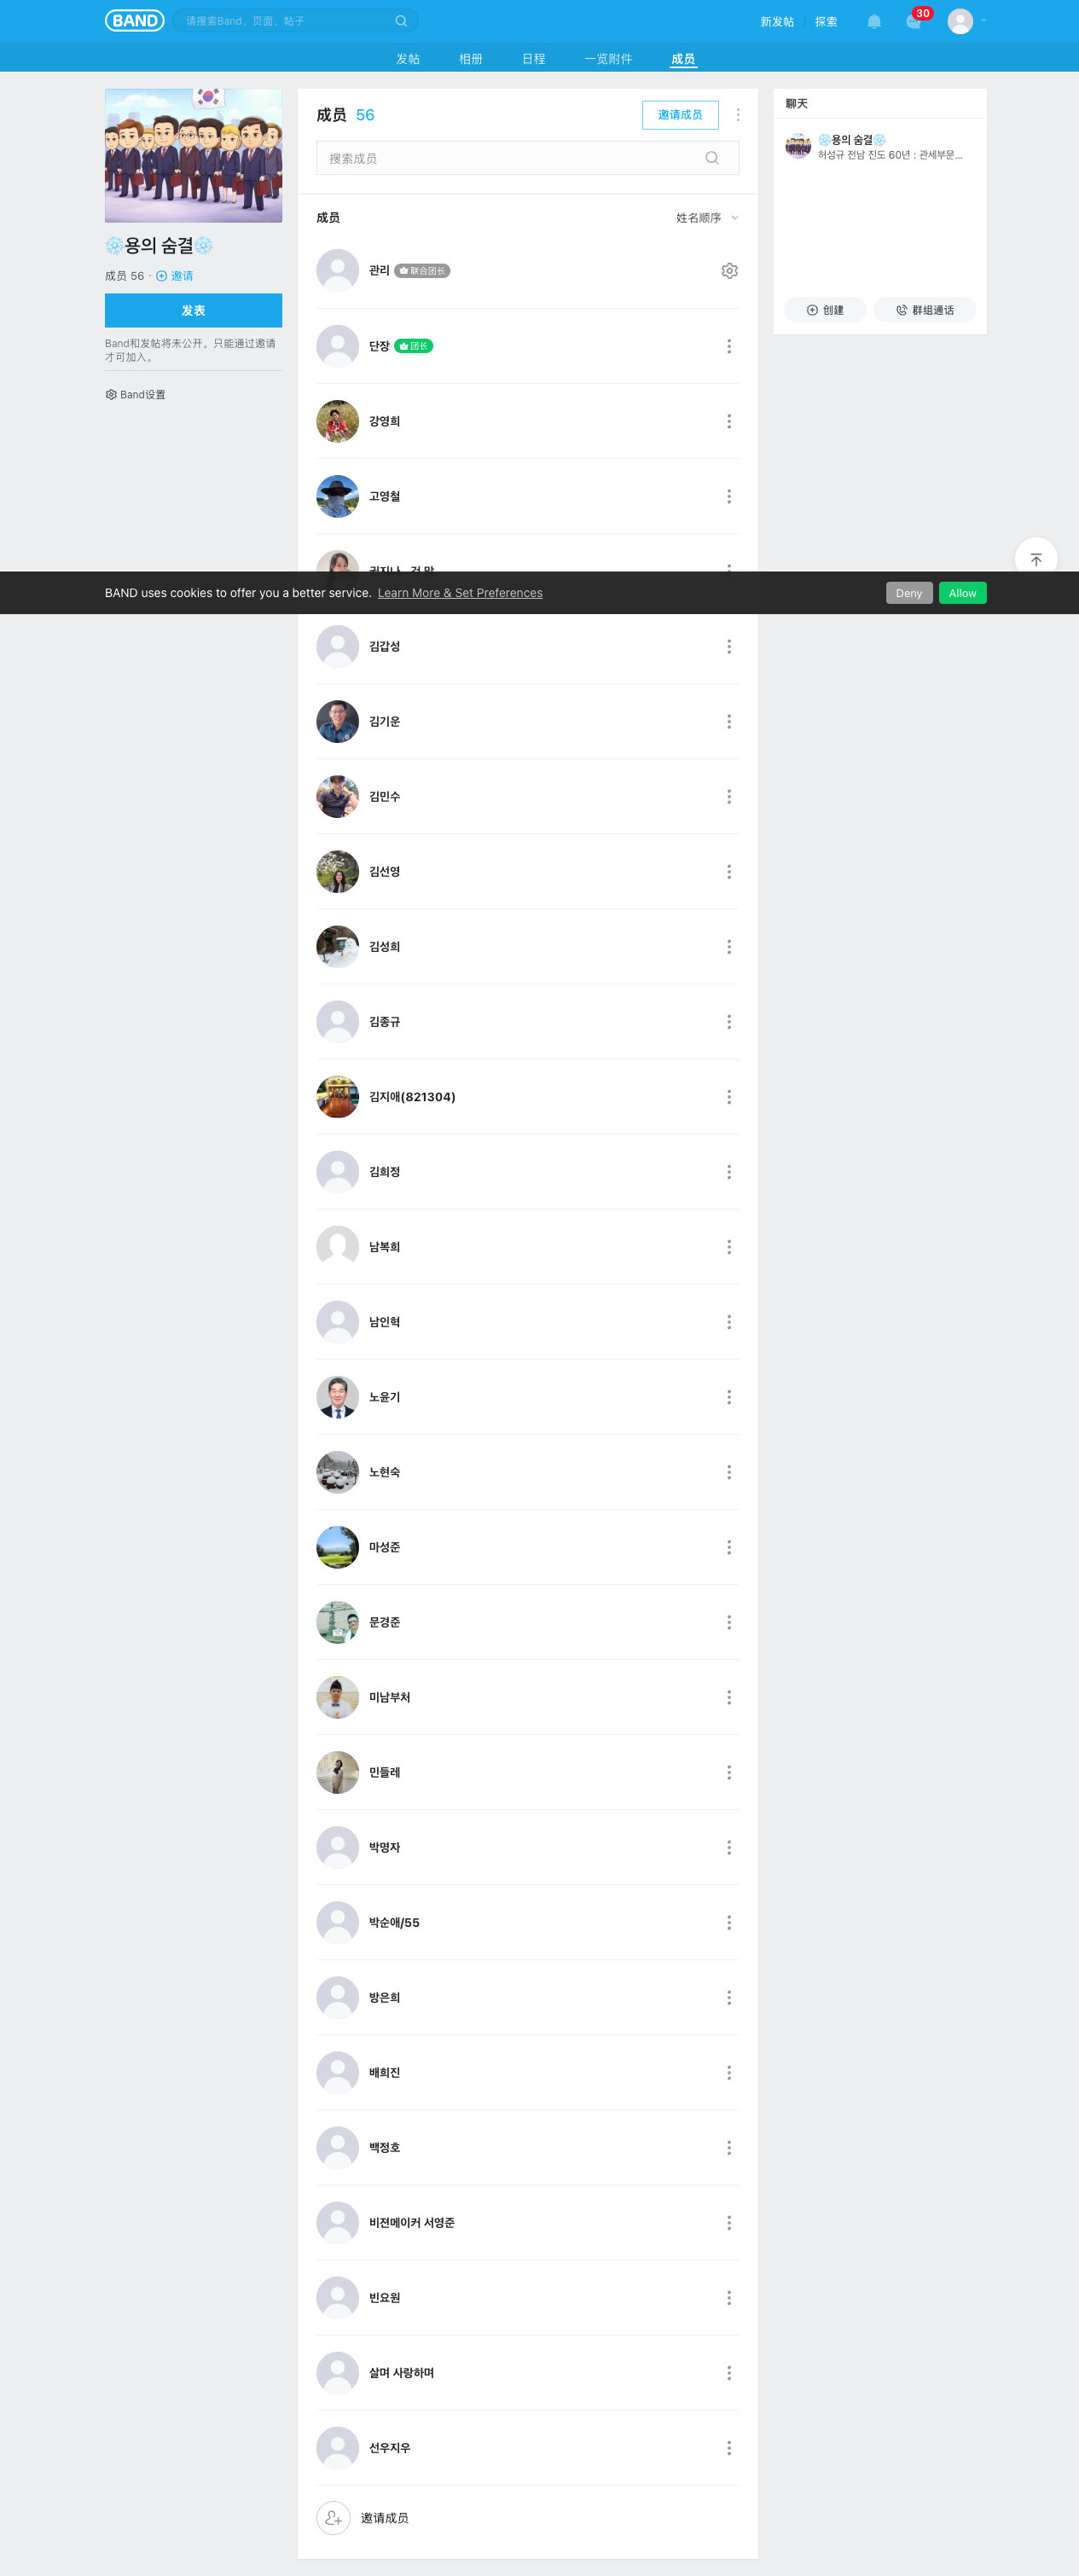 BAND
请搜索Band、页面、帖子
新发帖
探索
30
发帖
相册
日程
一览附件
成员
❄용의 숨결❄
成员 56 · 邀请
发表
Band和发帖将未公开。只能通过邀请
才可加入。
Band设置
成员 56
邀请成员
搜索成员
成员
姓名顺序
관리 联合团长
단장 团长
강영희
고영철
BAND uses cookies to offer you a better service. Learn More & Set Preferences
Deny
Allow
김갑성
김기운
김민수
김선영
김성희
김종규
김지애(821304)
김희정
남복희
남인혁
노윤기
노현숙
마성준
문경준
미남부처
민들레
박명자
박순애/55
방은희
배희진
백정호
비젼메이커 서영준
빈요원
살며 사랑하며
선우지우
邀请成员
聊天
❄용의 숨결❄
허성규 전남 진도 60년 : 관세부문...
创建
群组通话